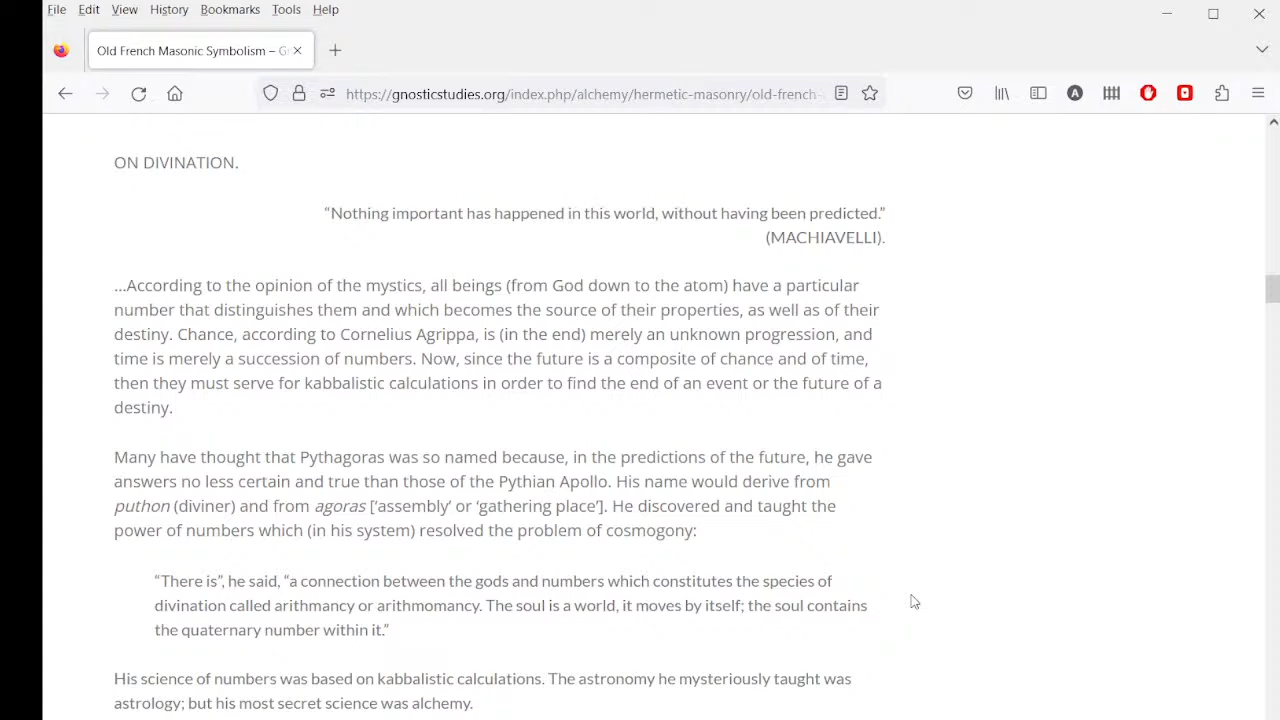 File Edit View History Bookmarks Tools Help
Old French Masonic Symbolism – G
https://gnosticstudies.org/index.php/alchemy/hermetic-masonry/old-french-
ON DIVINATION.
“Nothing important has happened in this world, without having been predicted.”
(MACHIAVELLI).
…According to the opinion of the mystics, all beings (from God down to the atom) have a particular
number that distinguishes them and which becomes the source of their properties, as well as of their
destiny. Chance, according to Cornelius Agrippa, is (in the end) merely an unknown progression, and
time is merely a succession of numbers. Now, since the future is a composite of chance and of time,
then they must serve for kabbalistic calculations in order to find the end of an event or the future of a
destiny.
Many have thought that Pythagoras was so named because, in the predictions of the future, he gave
answers no less certain and true than those of the Pythian Apollo. His name would derive from
puthon (diviner) and from agoras [‘assembly’ or ‘gathering place’]. He discovered and taught the
power of numbers which (in his system) resolved the problem of cosmogony:
“There is”, he said, “a connection between the gods and numbers which constitutes the species of
divination called arithmancy or arithmomancy. The soul is a world, it moves by itself; the soul contains
the quaternary number within it.”
His science of numbers was based on kabbalistic calculations. The astronomy he mysteriously taught was
astrology; but his most secret science was alchemy.